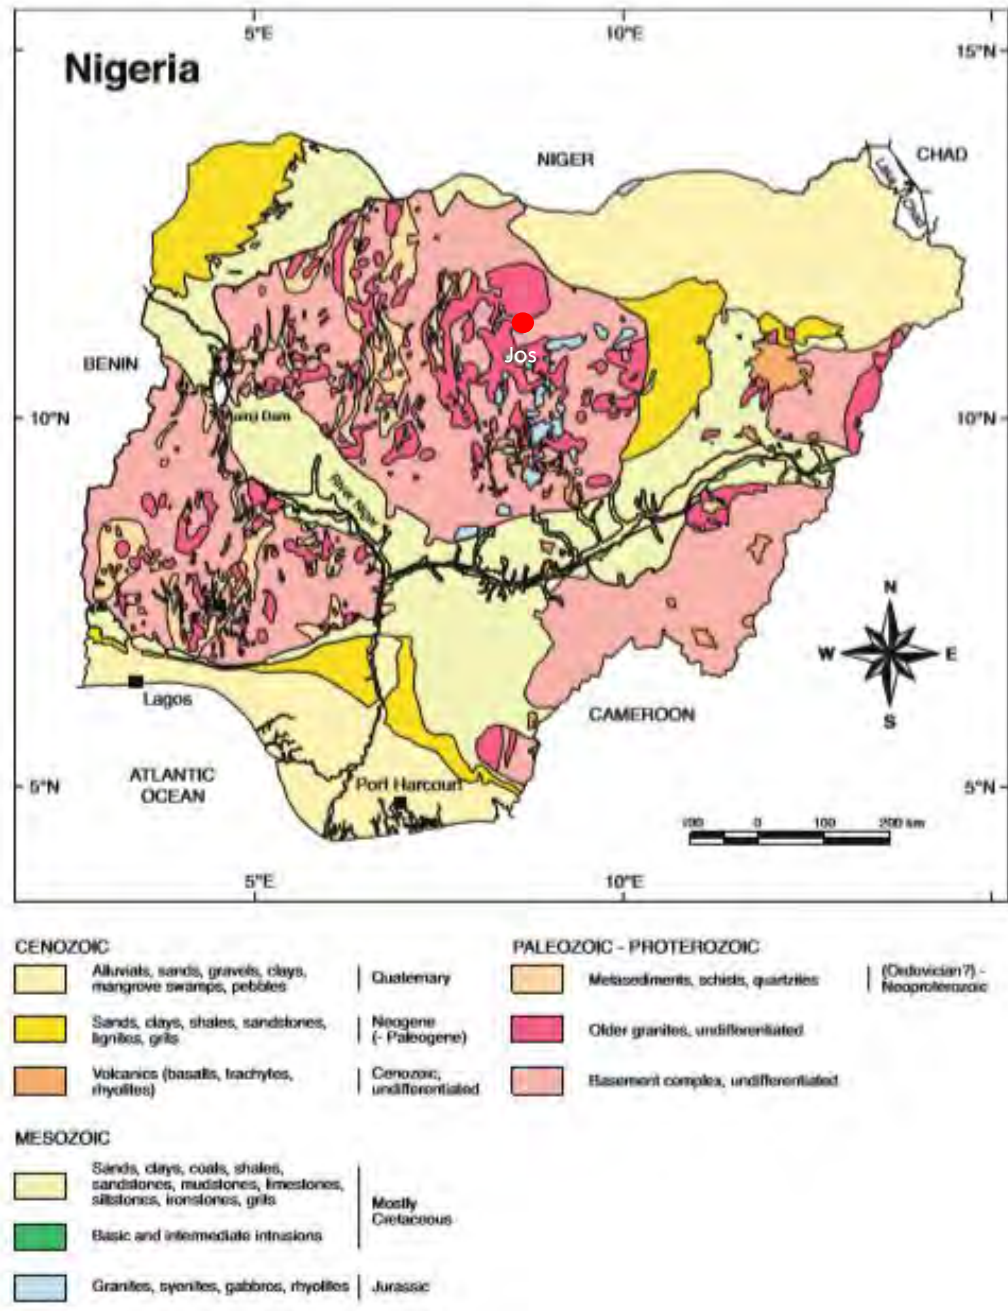 5°E 10°E
15°N
Nigeria
NIGER
CHAD
Lake Chad
BENIN
Jos
10°N 10°N
Kainji Dam
River Niger
N
W E
S
Lagos
CAMEROON
ATLANTIC
OCEAN
Port Harcourt
5°N 5°N
100 0 100 200 km
5°E 10°E
CENOZOIC
Alluvials, sands, gravels, clays,
mangrove swamps, pebbles
Quaternary
Sands, clays, shales, sandstones,
lignites, grits
Neogene
(- Paleogene)
Volcanics (basalts, trachytes,
rhyolites)
Cenozoic,
undifferentiated
MESOZOIC
Sands, clays, coals, shales,
sandstones, mudstones, limestones,
siltstones, ironstones, grits
Mostly
Cretaceous
Basic and intermediate intrusions
Granites, syenites, gabbros, rhyolites
Jurassic
PALEOZOIC - PROTEROZOIC
Metasediments, schists, quartzites
(Ordovician?) -
Neoproterozoic
Older granites, undifferentiated
Basement complex, undifferentiated